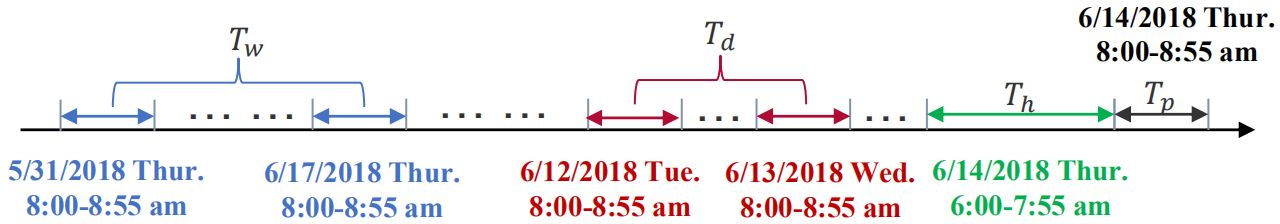 6/14/2018 Thur.
8:00-8:55 am
T_w
T_d
T_h
T_p
... ...
... ...
...
...
5/31/2018 Thur.
8:00-8:55 am
6/17/2018 Thur.
8:00-8:55 am
6/12/2018 Tue.
8:00-8:55 am
6/13/2018 Wed.
8:00-8:55 am
6/14/2018 Thur.
6:00-7:55 am